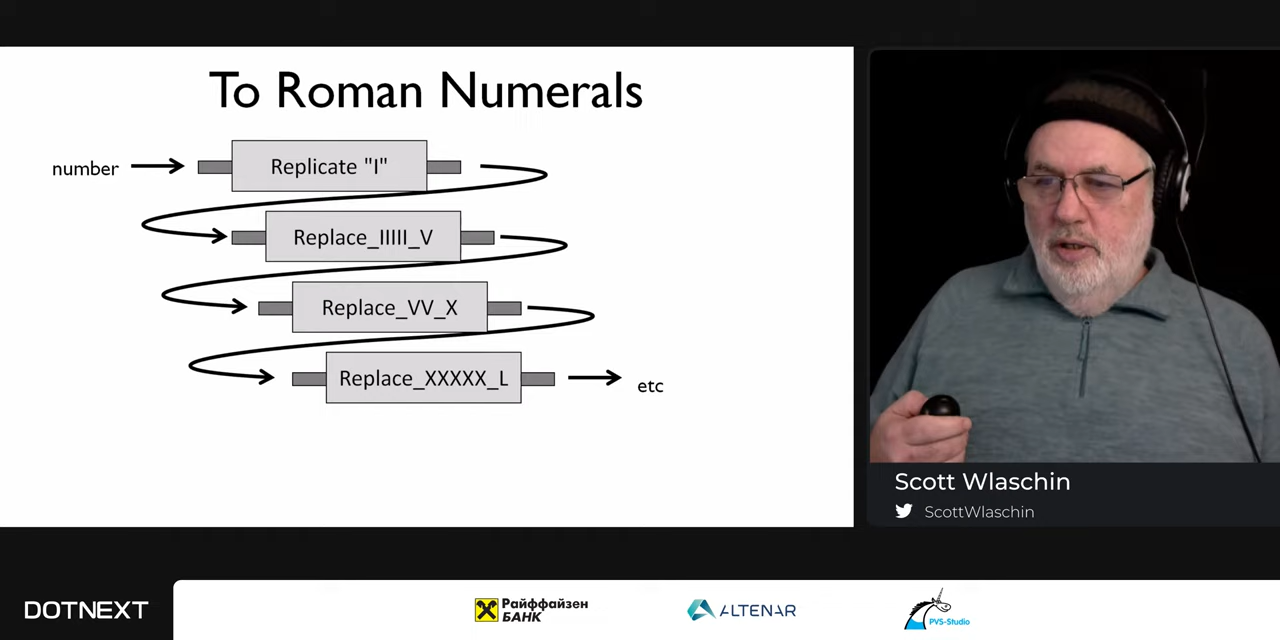 To Roman Numerals
number
Replicate "I"
Replace_IIIII_V
Replace_VV_X
Replace_XXXXX_L
etc
Scott Wlaschin
ScottWlaschin
DOTNEXT
Райффайзен
БАНК
ALTENAR
PVS-Studio